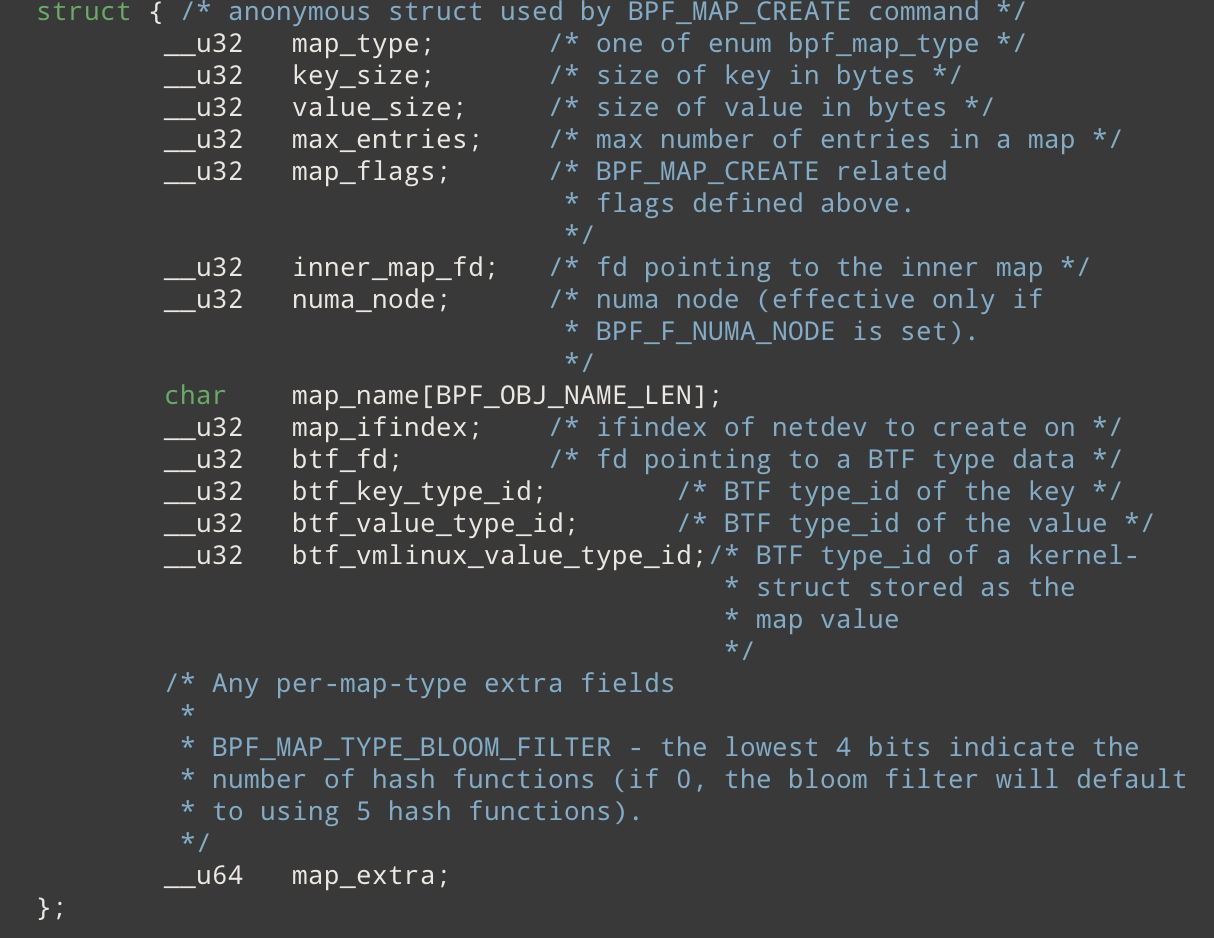 struct { /* anonymous struct used by BPF_MAP_CREATE command */
        __u32   map_type;       /* one of enum bpf_map_type */
        __u32   key_size;       /* size of key in bytes */
        __u32   value_size;     /* size of value in bytes */
        __u32   max_entries;    /* max number of entries in a map */
        __u32   map_flags;      /* BPF_MAP_CREATE related
                                 * flags defined above.
                                 */
        __u32   inner_map_fd;   /* fd pointing to the inner map */
        __u32   numa_node;      /* numa node (effective only if
                                 * BPF_F_NUMA_NODE is set).
                                 */
        char    map_name[BPF_OBJ_NAME_LEN];
        __u32   map_ifindex;    /* ifindex of netdev to create on */
        __u32   btf_fd;         /* fd pointing to a BTF type data */
        __u32   btf_key_type_id;        /* BTF type_id of the key */
        __u32   btf_value_type_id;      /* BTF type_id of the value */
        __u32   btf_vmlinux_value_type_id;/* BTF type_id of a kernel-
                                           * struct stored as the
                                           * map value
                                           */
        /* Any per-map-type extra fields
         *
         * BPF_MAP_TYPE_BLOOM_FILTER - the lowest 4 bits indicate the
         * number of hash functions (if 0, the bloom filter will default
         * to using 5 hash functions).
         */
        __u64   map_extra;
};